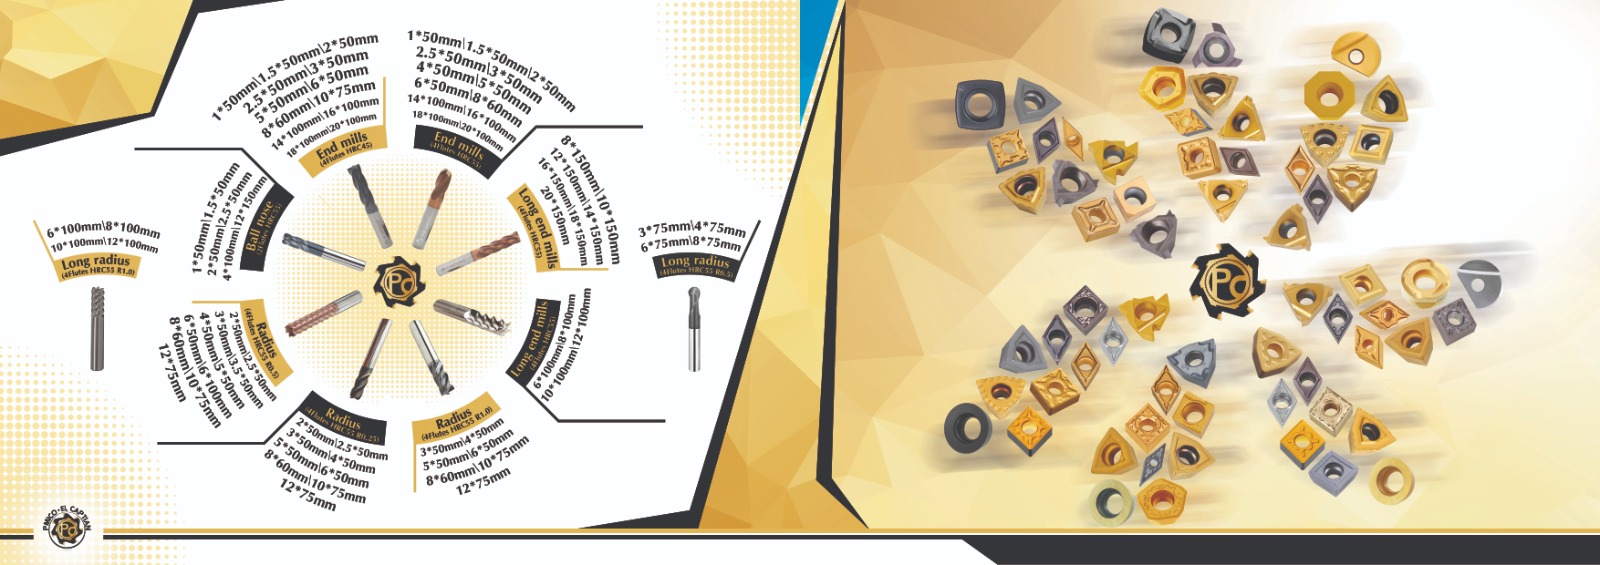 1*50mm\1.5*50mm\2*50mm
2.5*50mm\3*50mm
5*50mm\6*50mm
8*60mm\10*75mm
14*100mm\16*100mm
18*100mm\20*100mm
End mills
(4Flutes HRC45)
1*50mm\1.5*50mm\2*50mm
2.5*50mm\3*50mm
4*50mm\5*50mm
6*50mm\8*60mm
14*100mm\16*100mm
18*100mm\20*100mm
End mills
(4Flutes HRC55)
8*150mm\10*150mm
12*150mm\14*150mm
16*150mm\18*150mm
20*150mm
Long end mills
(4Flutes HRC55)
3*75mm\4*75mm
6*75mm\8*75mm
Long radius
(4Flutes HRC55 R0.5)
6*100mm\8*100mm
10*100mm\12*100mm
Long end mills
(4Flutes HRC55)
Radius
(4Flutes HRC55 R1.0)
3*50mm\4*50mm
5*50mm\6*50mm
8*60mm\10*75mm
12*75mm
Radius
(4Flutes HRC55 R0.25)
2*50mm\2.5*50mm
3*50mm\4*50mm
5*50mm\6*50mm
8*60mm\10*75mm
12*75mm
Radius
(4Flutes HRC55 R0.5)
2*50mm\2.5*50mm
3*50mm\3.5*50mm
4*50mm\5*50mm
6*50mm\6*100mm
8*60mm\10*75mm
12*75mm
6*100mm\8*100mm
10*100mm\12*100mm
Long radius
(4Flutes HRC55 R1.0)
1*50mm\1.5*50mm
2*50mm\2.5*50mm
4*100mm\12*150mm
Ball nose
(2Flutes HRC55)
PC
PC
PMICO-EL CAPTIAN
PC